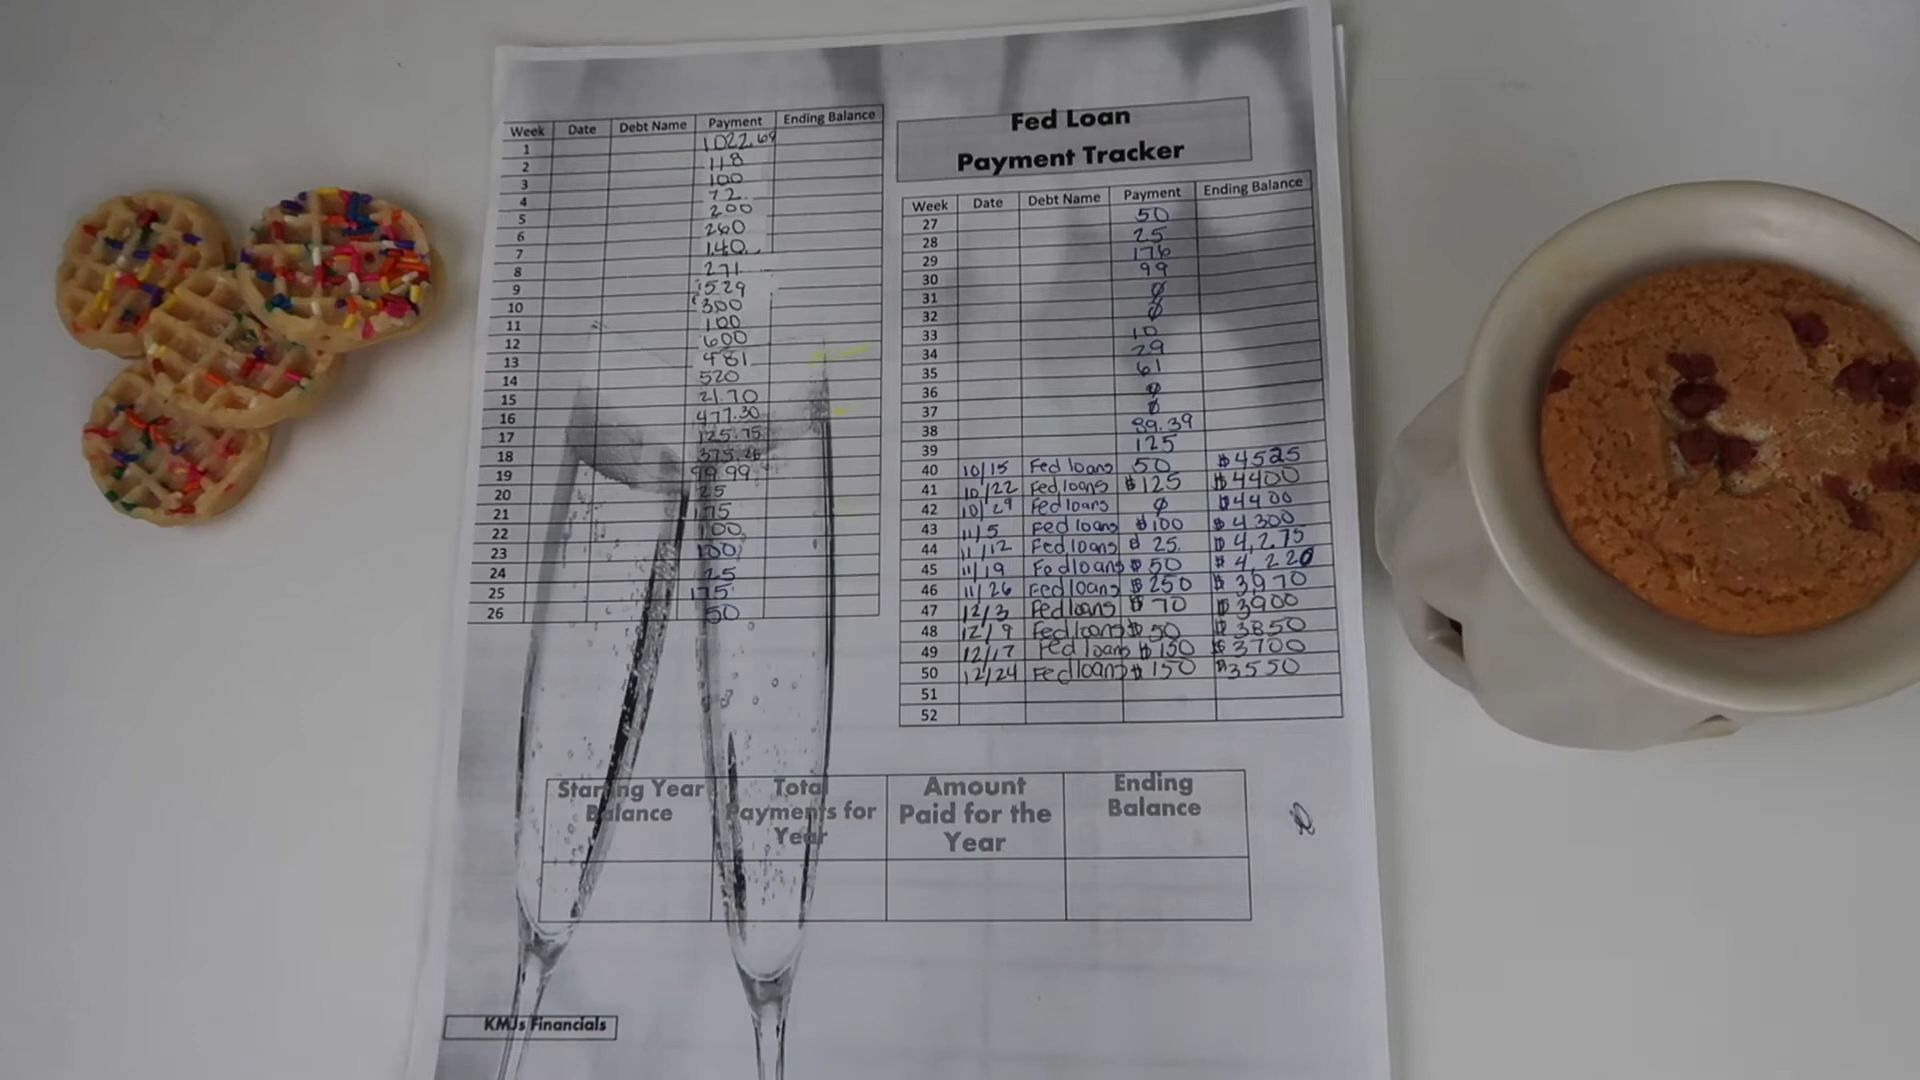 Week Date Debt Name Payment Ending Balance
1 1022.69
2 118
3 100
4 72
5 200
6 260
7 140
8 271
9 529
10 300
11 100
12 600
13 481
14 520
15 21.70
16 477.30
17 125.75
18
19 99.99
20 25
21 175
22 100
23 100
24 25
25 175
26 50
Fed Loan
Payment Tracker
Week Date Debt Name Payment Ending Balance
27 50
28 25
29 176
30 99
31 0
32 0
33 10
34 29
35 61
36 0
37 0
38 39.39
39 125
40 10/15 Fed loans 50 $4525
41 10/22 Fed loans $125 $4400
42 10/29 Fed loans 0 $4400
43 11/5 Fed loans $100 $4300
44 11/12 Fed loans $25 $4,275
45 11/19 Fed loans $50 $4,220
46 11/26 Fed loans $250 $3970
47 12/3 Fed loans $70 $3900
48 12/9 Fed loans $50 $3850
49 12/17 Fed loans $150 $3700
50 12/24 Fed loans $150 $3550
51
52
Starting Year Balance
Total Payments for Year
Amount Paid for the Year
Ending Balance
KMJs Financials